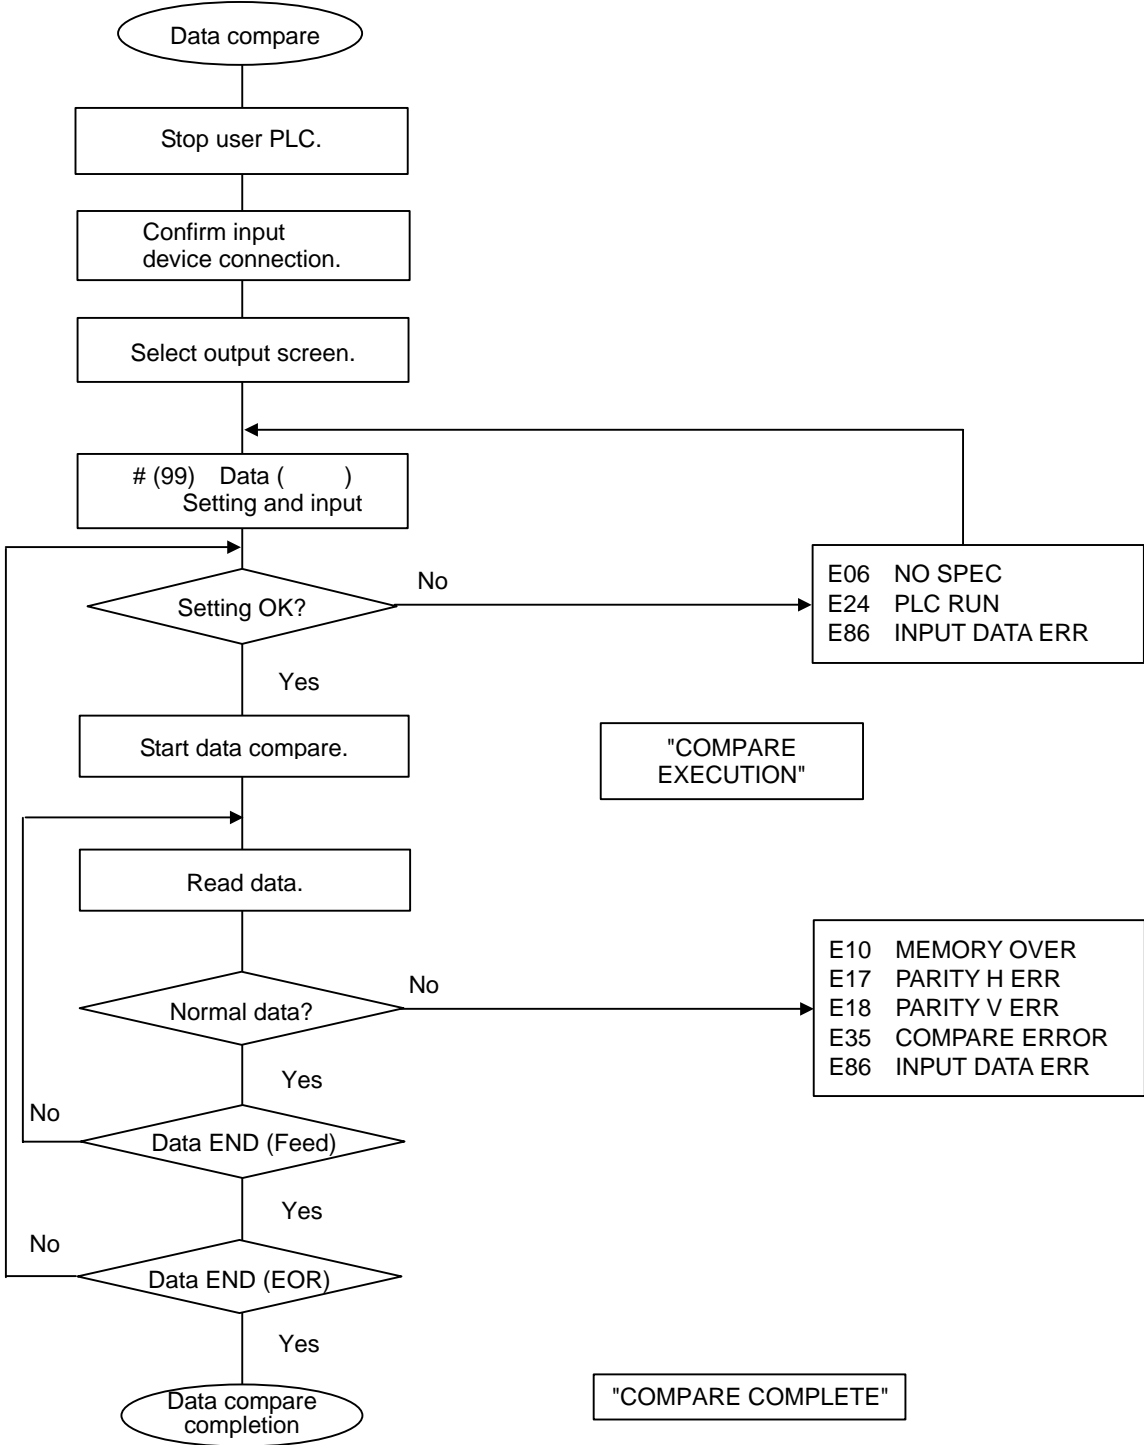 Data compare
Stop user PLC.
Confirm input
device connection.
Select output screen.
# (99) Data ( )
Setting and input
Setting OK?
No
E06 NO SPEC
E24 PLC RUN
E86 INPUT DATA ERR
Yes
Start data compare.
"COMPARE
EXECUTION"
Read data.
Normal data?
No
E10 MEMORY OVER
E17 PARITY H ERR
E18 PARITY V ERR
E35 COMPARE ERROR
E86 INPUT DATA ERR
Yes
No
Data END (Feed)
Yes
No
Data END (EOR)
Yes
Data compare
completion
"COMPARE COMPLETE"